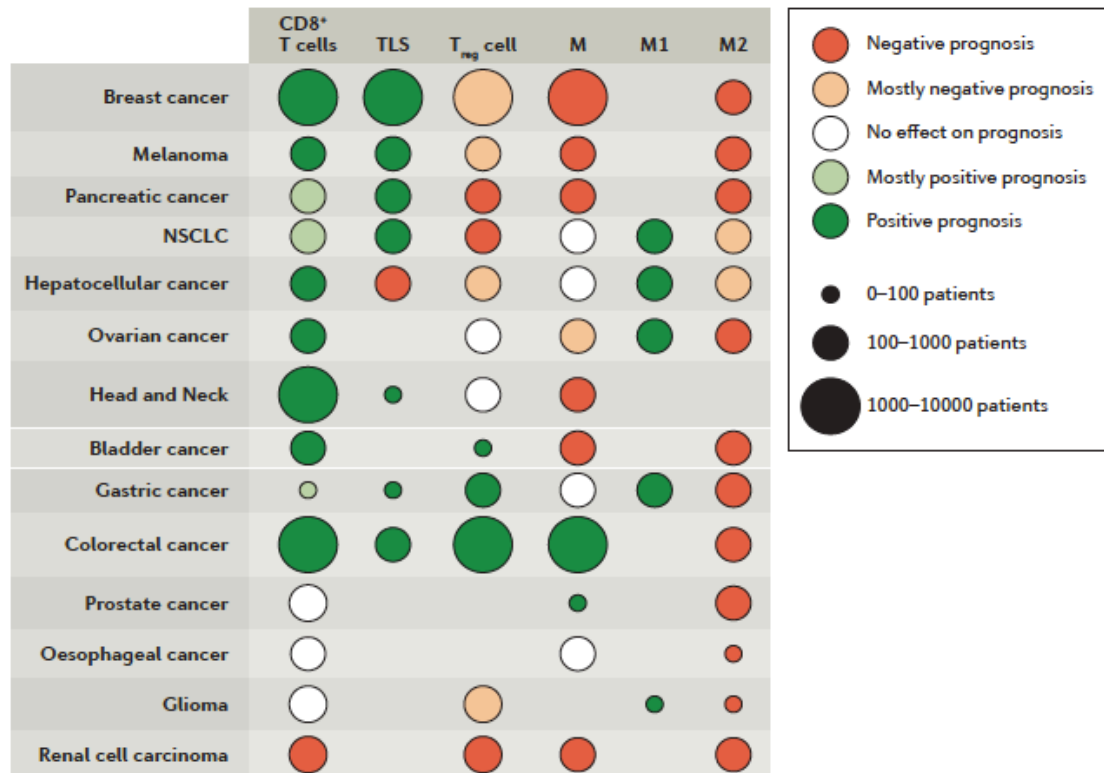 CD8⁺
T cells
TLS
Treg cell
M
M1
M2
Breast cancer
Melanoma
Pancreatic cancer
NSCLC
Hepatocellular cancer
Ovarian cancer
Head and Neck
Bladder cancer
Gastric cancer
Colorectal cancer
Prostate cancer
Oesophageal cancer
Glioma
Renal cell carcinoma
Negative prognosis
Mostly negative prognosis
No effect on prognosis
Mostly positive prognosis
Positive prognosis
0–100 patients
100–1000 patients
1000–10000 patients